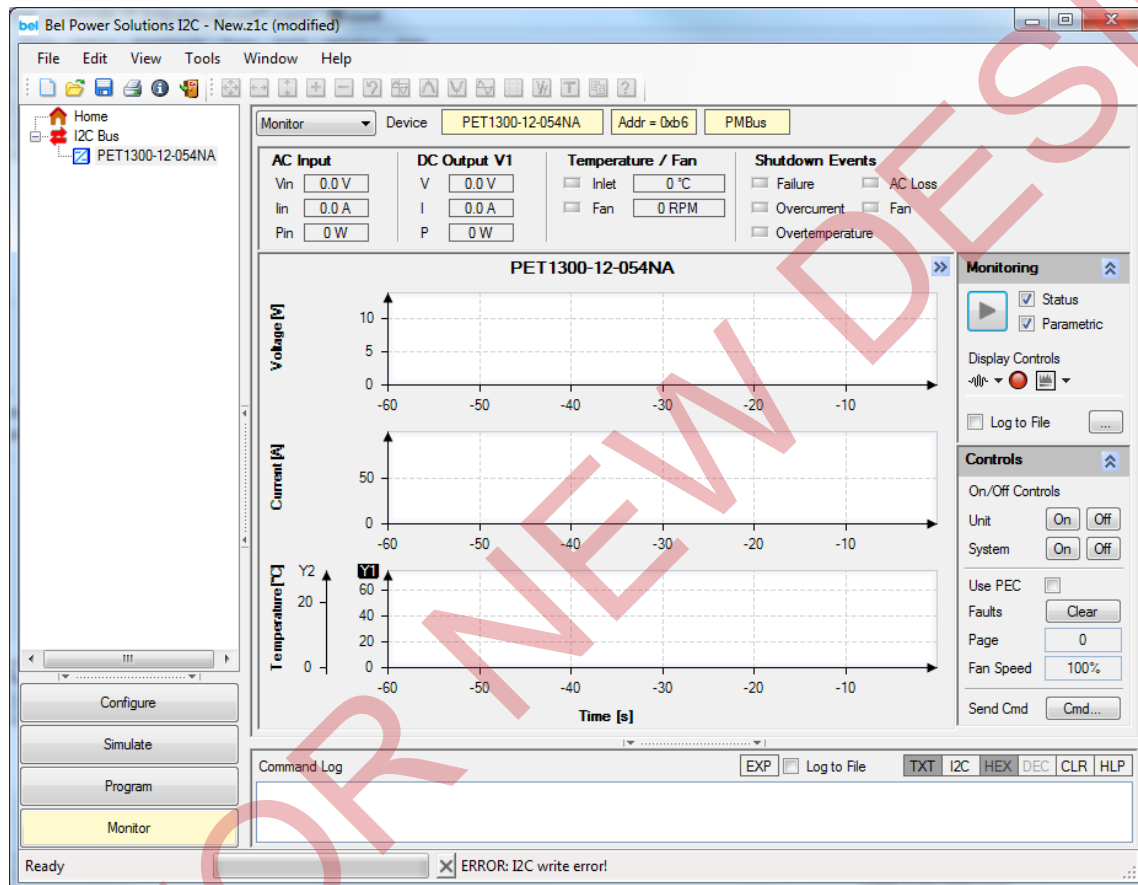 bel Bel Power Solutions I2C - New.z1c (modified)
File Edit View Tools Window Help
Home
I2C Bus
PET1300-12-054NA
Monitor Device PET1300-12-054NA Addr = 0xb6 PMBus
AC Input DC Output V1 Temperature / Fan Shutdown Events
Vin 0.0 V V 0.0 V Inlet 0 °C Failure AC Loss
Iin 0.0 A I 0.0 A Fan 0 RPM Overcurrent Fan
Pin 0 W P 0 W Overtemperature
PET1300-12-054NA
Voltage [V]
10
5
0
-60 -50 -40 -30 -20 -10
Current [A]
50
0
-60 -50 -40 -30 -20 -10
Temperature [°C]
Y2 Y1
60
20 40
20
0 0
-60 -50 -40 -30 -20 -10
Time [s]
Monitoring
Status
Parametric
Display Controls
Log to File ...
Controls
On/Off Controls
Unit On Off
System On Off
Use PEC
Faults Clear
Page 0
Fan Speed 100%
Send Cmd Cmd...
Configure
Simulate
Program
Monitor
Command Log EXP Log to File TXT I2C HEX DEC CLR HLP
Ready ERROR: I2C write error!
OR NEW DES